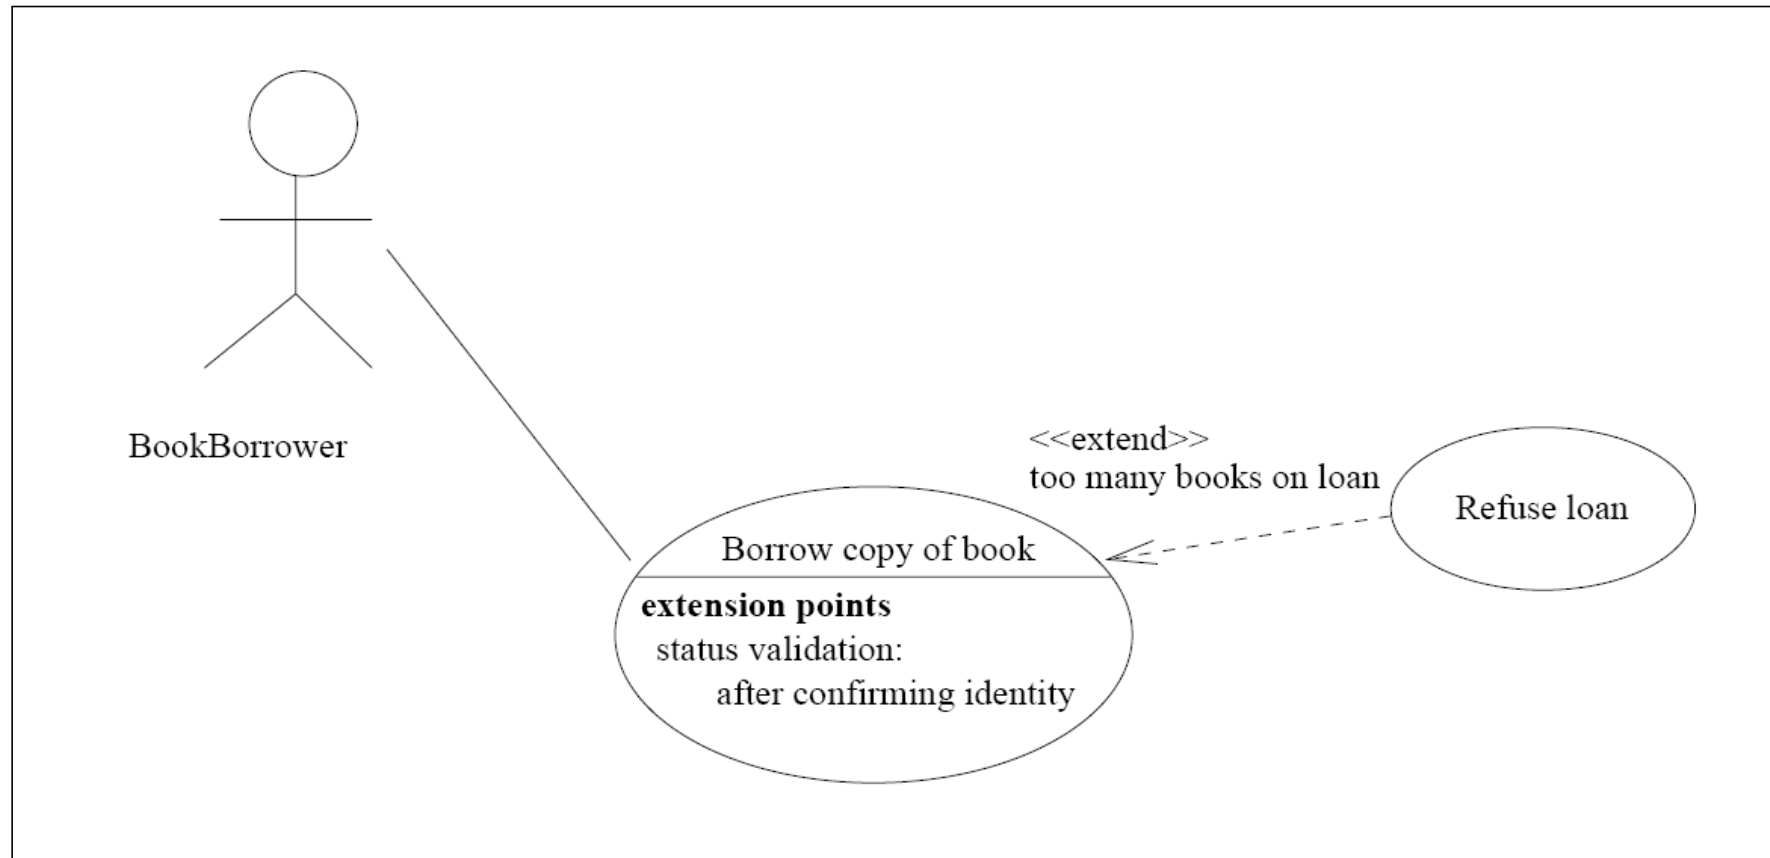 BookBorrower
<<extend>>
too many books on loan
Refuse loan
Borrow copy of book
extension points
status validation:
after confirming identity